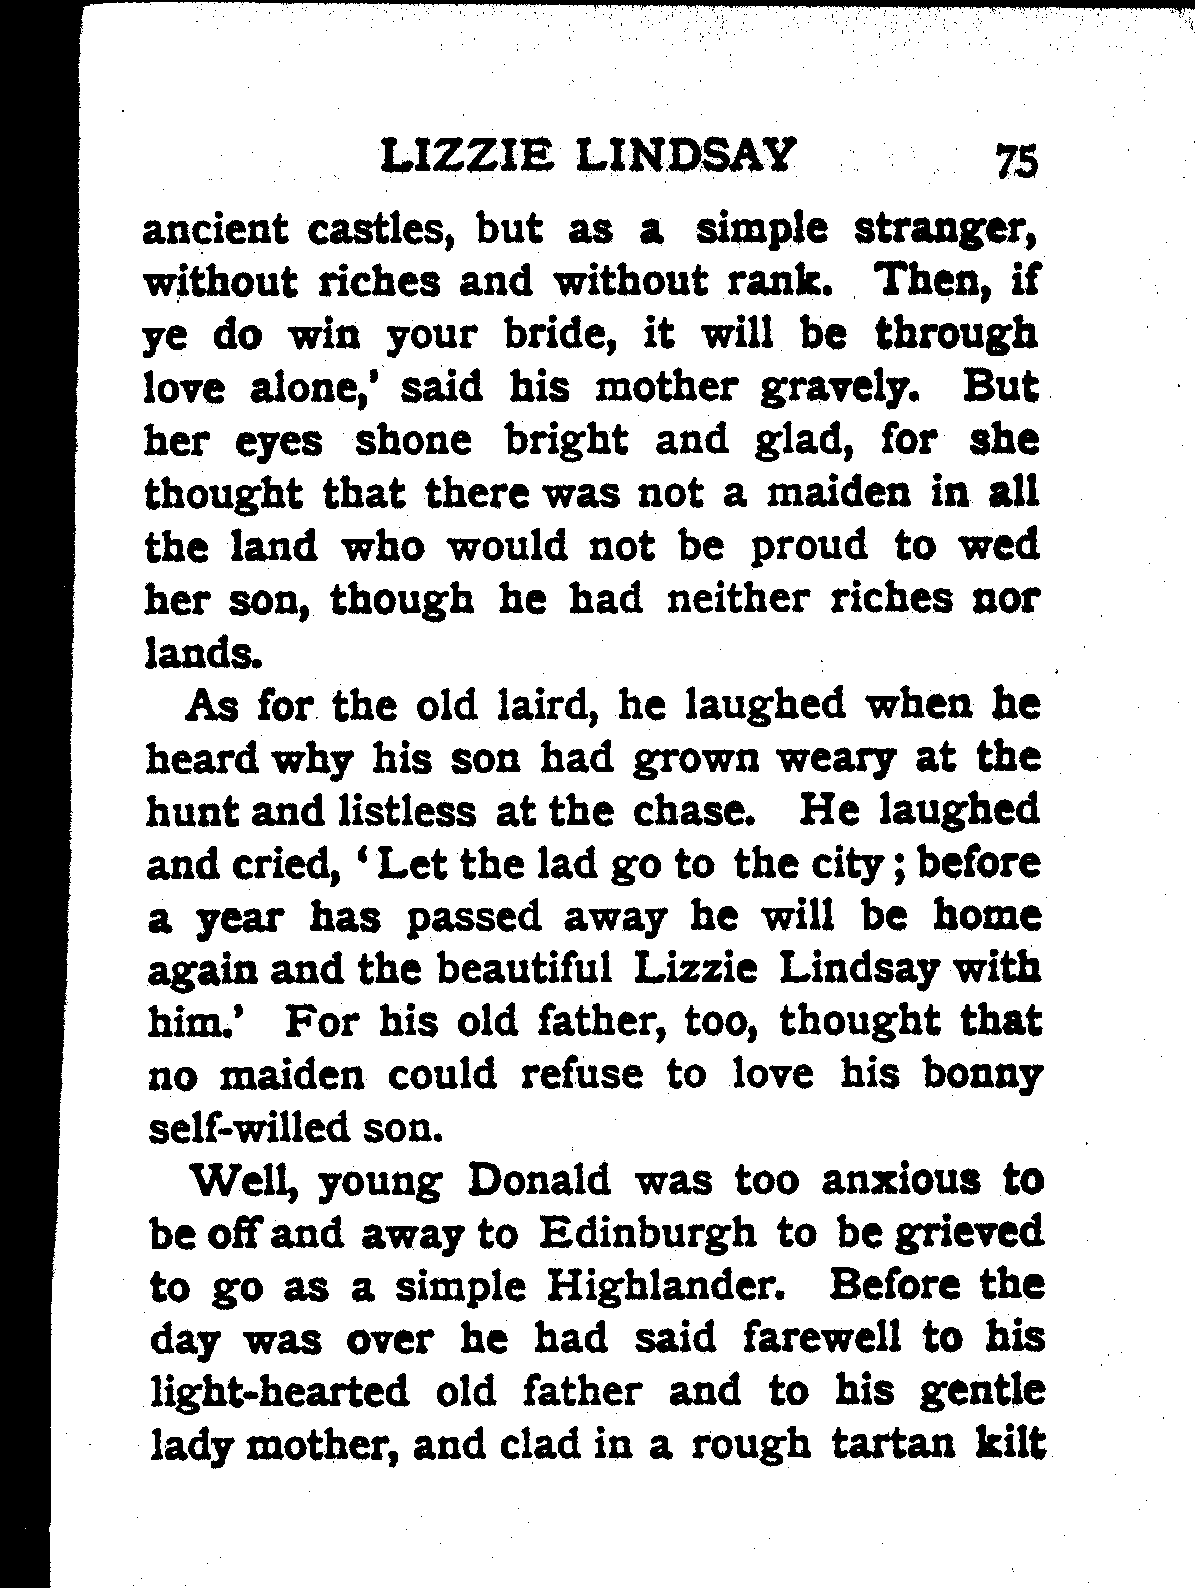 LIZZIE LINDSAY 75
ancient castles, but as a simple stranger,
without riches and without rank. Then, if
ye do win your bride, it will be through
love alone,' said his mother gravely. But
her eyes shone bright and glad, for she
thought that there was not a maiden in all
the land who would not be proud to wed
her son, though he had neither riches nor
lands.
As for the old laird, he laughed when he
heard why his son had grown weary at the
hunt and listless at the chase. He laughed
and cried, 'Let the lad go to the city; before
a year has passed away he will be home
again and the beautiful Lizzie Lindsay with
him.' For his old father, too, thought that
no maiden could refuse to love his bonny
self-willed son.
Well, young Donald was too anxious to
be off and away to Edinburgh to be grieved
to go as a simple Highlander. Before the
day was over he had said farewell to his
light-hearted old father and to his gentle
lady mother, and clad in a rough tartan kilt